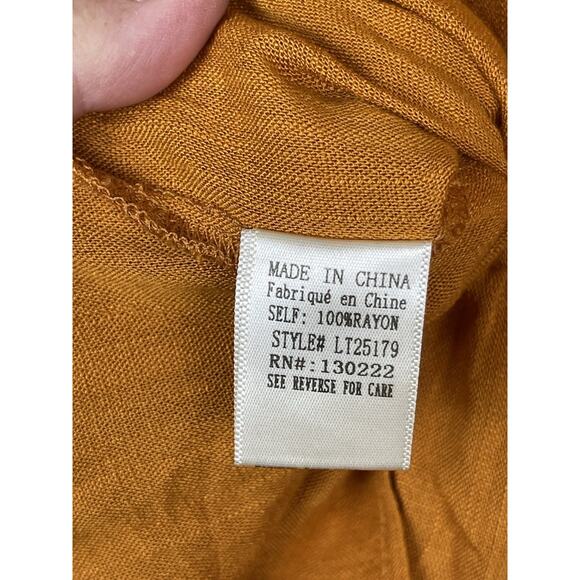 MADE IN CHINA
Fabriqué en Chine
SELF: 100%RAYON
STYLE# LT25179
RN#:130222
SEE REVERSE FOR CARE